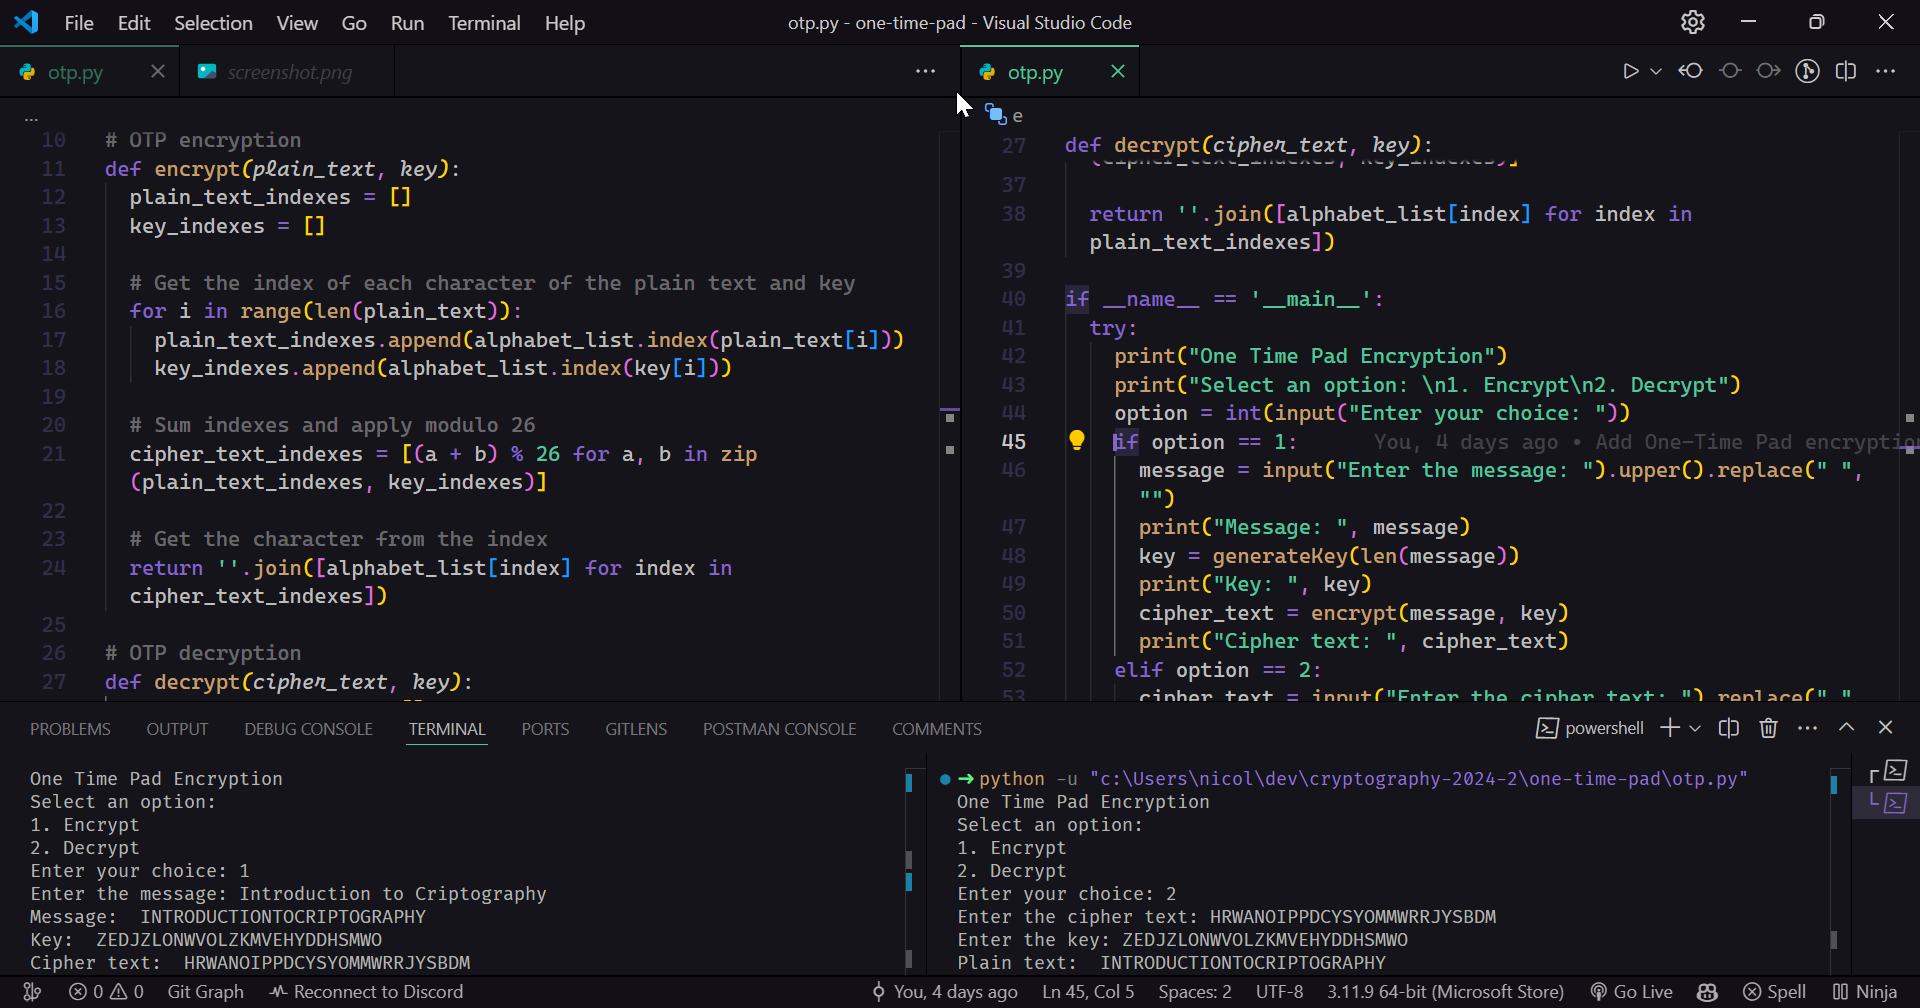 File Edit Selection View Go Run Terminal Help
otp.py - one-time-pad - Visual Studio Code
otp.py
screenshot.png
...
10 # OTP encryption
11 def encrypt(plain_text, key):
12 plain_text_indexes = []
13 key_indexes = []
14
15 # Get the index of each character of the plain text and key
16 for i in range(len(plain_text)):
17 plain_text_indexes.append(alphabet_list.index(plain_text[i]))
18 key_indexes.append(alphabet_list.index(key[i]))
19
20 # Sum indexes and apply modulo 26
21 cipher_text_indexes = [(a + b) % 26 for a, b in zip
(plain_text_indexes, key_indexes)]
22
23 # Get the character from the index
24 return ''.join([alphabet_list[index] for index in
cipher_text_indexes])
25
26 # OTP decryption
27 def decrypt(cipher_text, key):
otp.py
e
27 def decrypt(cipher_text, key):
(cipher_text_indexes, key_indexes)]
37
38 return ''.join([alphabet_list[index] for index in
plain_text_indexes])
39
40 if __name__ == '__main__':
41 try:
42 print("One Time Pad Encryption")
43 print("Select an option: \n1. Encrypt\n2. Decrypt")
44 option = int(input("Enter your choice: "))
45 if option == 1: You, 4 days ago • Add One-Time Pad encryption
46 message = input("Enter the message: ").upper().replace(" ",
"")
47 print("Message: ", message)
48 key = generateKey(len(message))
49 print("Key: ", key)
50 cipher_text = encrypt(message, key)
51 print("Cipher text: ", cipher_text)
52 elif option == 2:
53 cipher_text = input("Enter the cipher text: ").replace(" "
PROBLEMS OUTPUT DEBUG CONSOLE TERMINAL PORTS GITLENS POSTMAN CONSOLE COMMENTS
powershell
One Time Pad Encryption
Select an option:
1. Encrypt
2. Decrypt
Enter your choice: 1
Enter the message: Introduction to Criptography
Message:  INTRODUCTIONTOCRIPTOGRAPHY
Key:  ZEDJZLONWVOLZKMVEHYDDHSMWO
Cipher text:  HRWANOIPPDCYSYOMMWRRJYSBDM
python -u "c:\Users\nicol\dev\cryptography-2024-2\one-time-pad\otp.py"
One Time Pad Encryption
Select an option:
1. Encrypt
2. Decrypt
Enter your choice: 2
Enter the cipher text: HRWANOIPPDCYSYOMMWRRJYSBDM
Enter the key: ZEDJZLONWVOLZKMVEHYDDHSMWO
Plain text:  INTRODUCTIONTOCRIPTOGRAPHY
0 0 Git Graph Reconnect to Discord
You, 4 days ago Ln 45, Col 5 Spaces: 2 UTF-8 3.11.9 64-bit (Microsoft Store) Go Live Spell Ninja